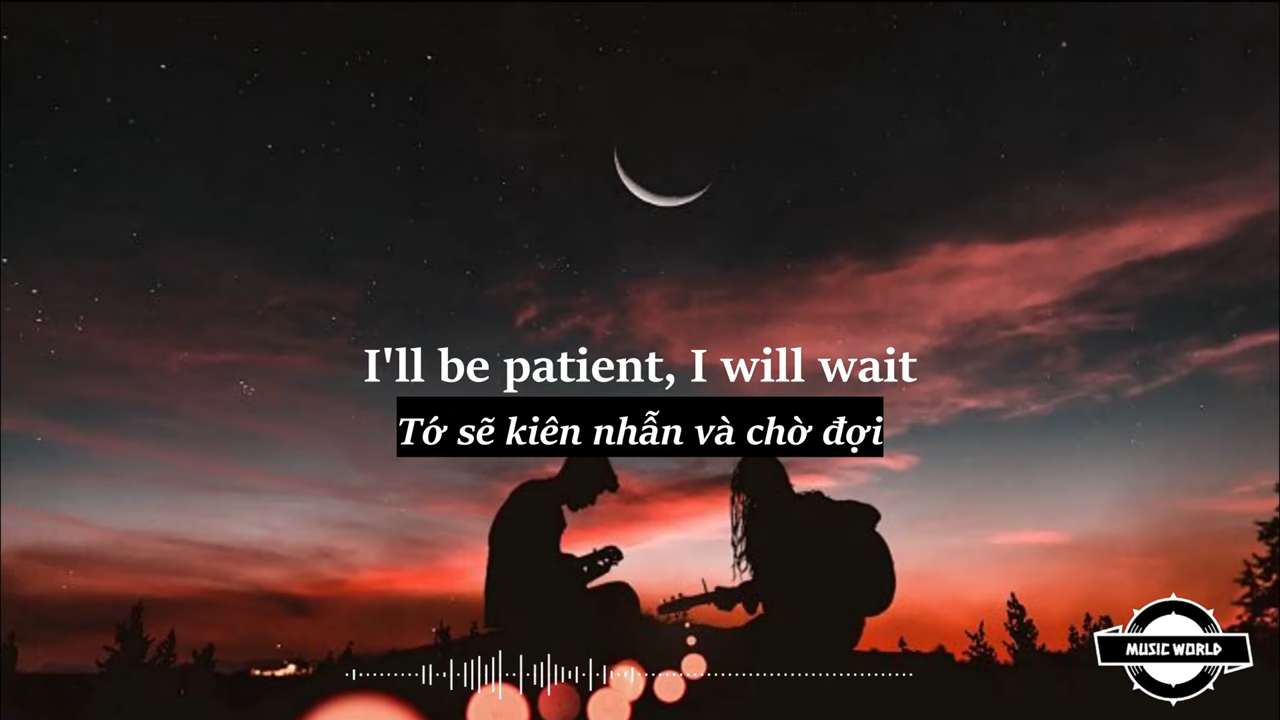 I'll be patient, I will wait
Tớ sẽ kiên nhẫn và chờ đợi
MUSIC WORLD